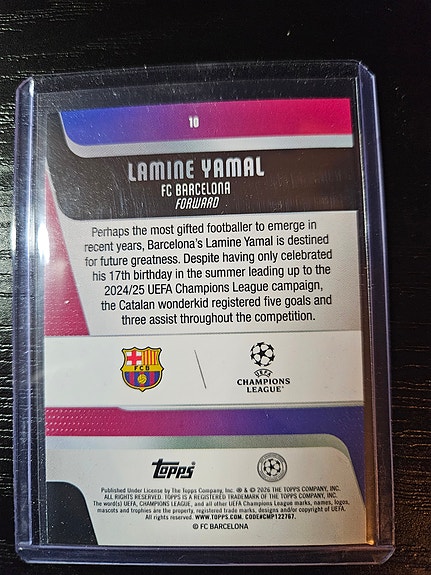 10
LAMINE YAMAL
FC BARCELONA
FORWARD
Perhaps the most gifted footballer to emerge in
recent years, Barcelona's Lamine Yamal is destined
for future greatness. Despite having only celebrated
his 17th birthday in the summer leading up to the
2024/25 UEFA Champions League campaign,
the Catalan wonderkid registered five goals and
three assist throughout the competition.
FCB
UEFA
CHAMPIONS
LEAGUE
Topps
Published Under License by The Topps Company, Inc. ® & © 2026 THE TOPPS COMPANY, INC.
ALL RIGHTS RESERVED. TOPPS IS A REGISTERED TRADEMARK OF THE TOPPS COMPANY, INC.
The word(s) UEFA, Champions League, and all other UEFA Champions League marks, names, logos,
mascots and trophies are the property, registered trade marks, designs and/or copyright of UEFA.
All rights reserved. WWW.TOPPS.COM. CODE#CMP122767.
© FC BARCELONA